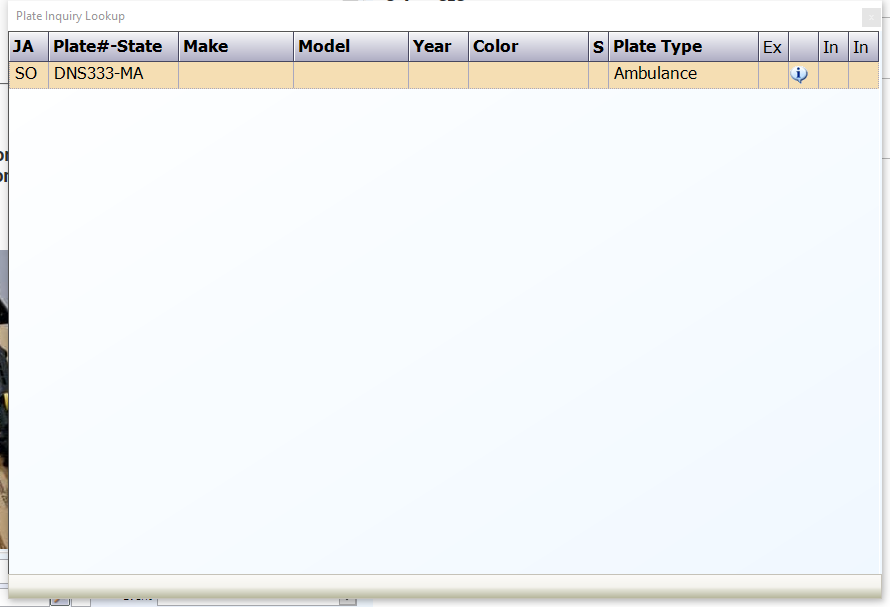 Plate Inquiry Lookup
JA Plate#-State Make Model Year Color S Plate Type Ex In In
SO DNS333-MA Ambulance